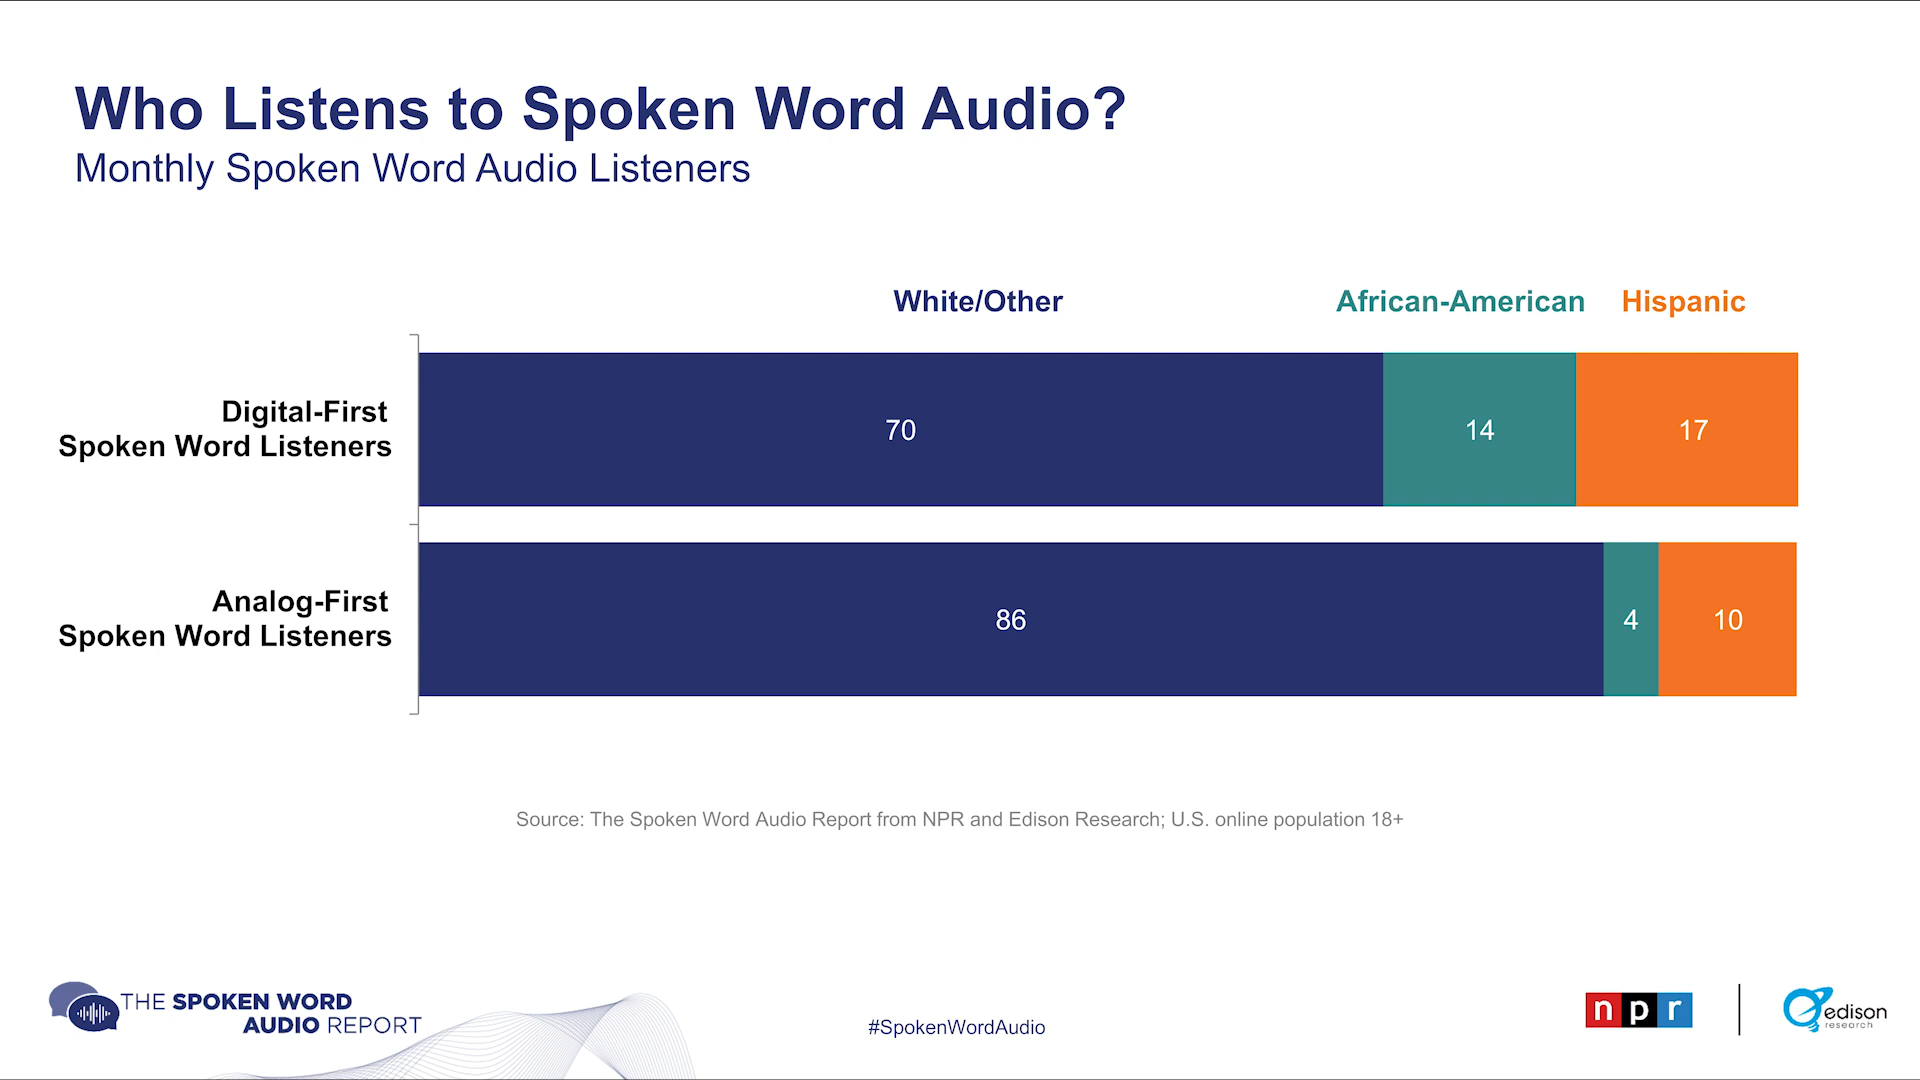 Who Listens to Spoken Word Audio?
Monthly Spoken Word Audio Listeners
White/Other
African-American
Hispanic
Digital-First
Spoken Word Listeners
70
14
17
Analog-First
Spoken Word Listeners
86
4
10
Source: The Spoken Word Audio Report from NPR and Edison Research; U.S. online population 18+
THE SPOKEN WORD
AUDIO REPORT
#SpokenWordAudio
npr
edison
research